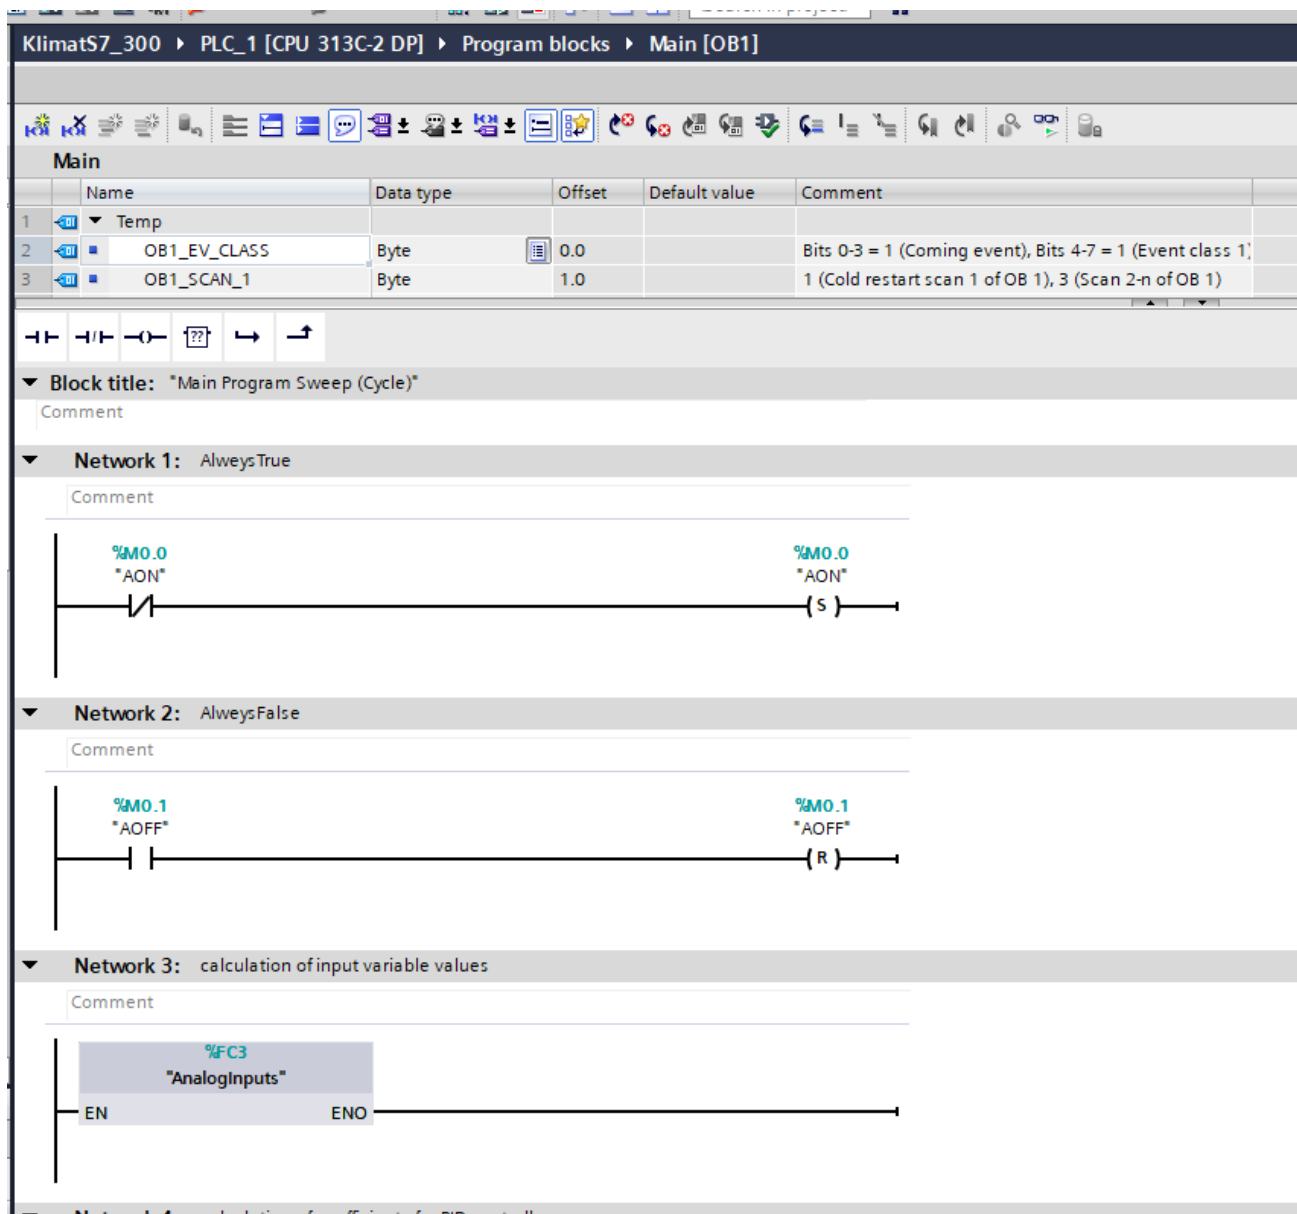 KlimatS7_300 ▸ PLC_1 [CPU 313C-2 DP] ▸ Program blocks ▸ Main [OB1]
Main
Name Data type Offset Default value Comment
1 Temp
2 OB1_EV_CLASS Byte 0.0 Bits 0-3 = 1 (Coming event), Bits 4-7 = 1 (Event class 1)
3 OB1_SCAN_1 Byte 1.0 1 (Cold restart scan 1 of OB 1), 3 (Scan 2-n of OB 1)
??
Block title: "Main Program Sweep (Cycle)"
Comment
Network 1: AlweysTrue
Comment
%M0.0 %M0.0
"AON" "AON"
S
Network 2: AlweysFalse
Comment
%M0.1 %M0.1
"AOFF" "AOFF"
R
Network 3: calculation of input variable values
Comment
%FC3
"AnalogInputs"
EN ENO